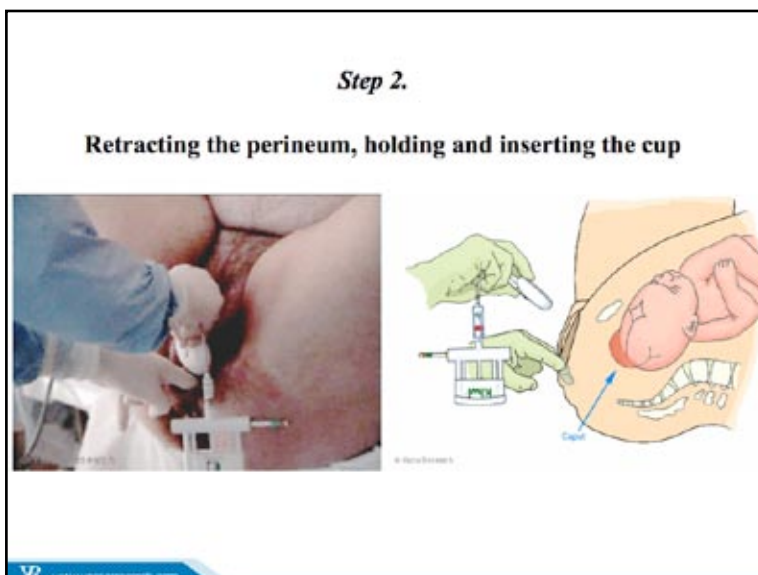 Step 2.
Retracting the perineum, holding and inserting the cup
Caput